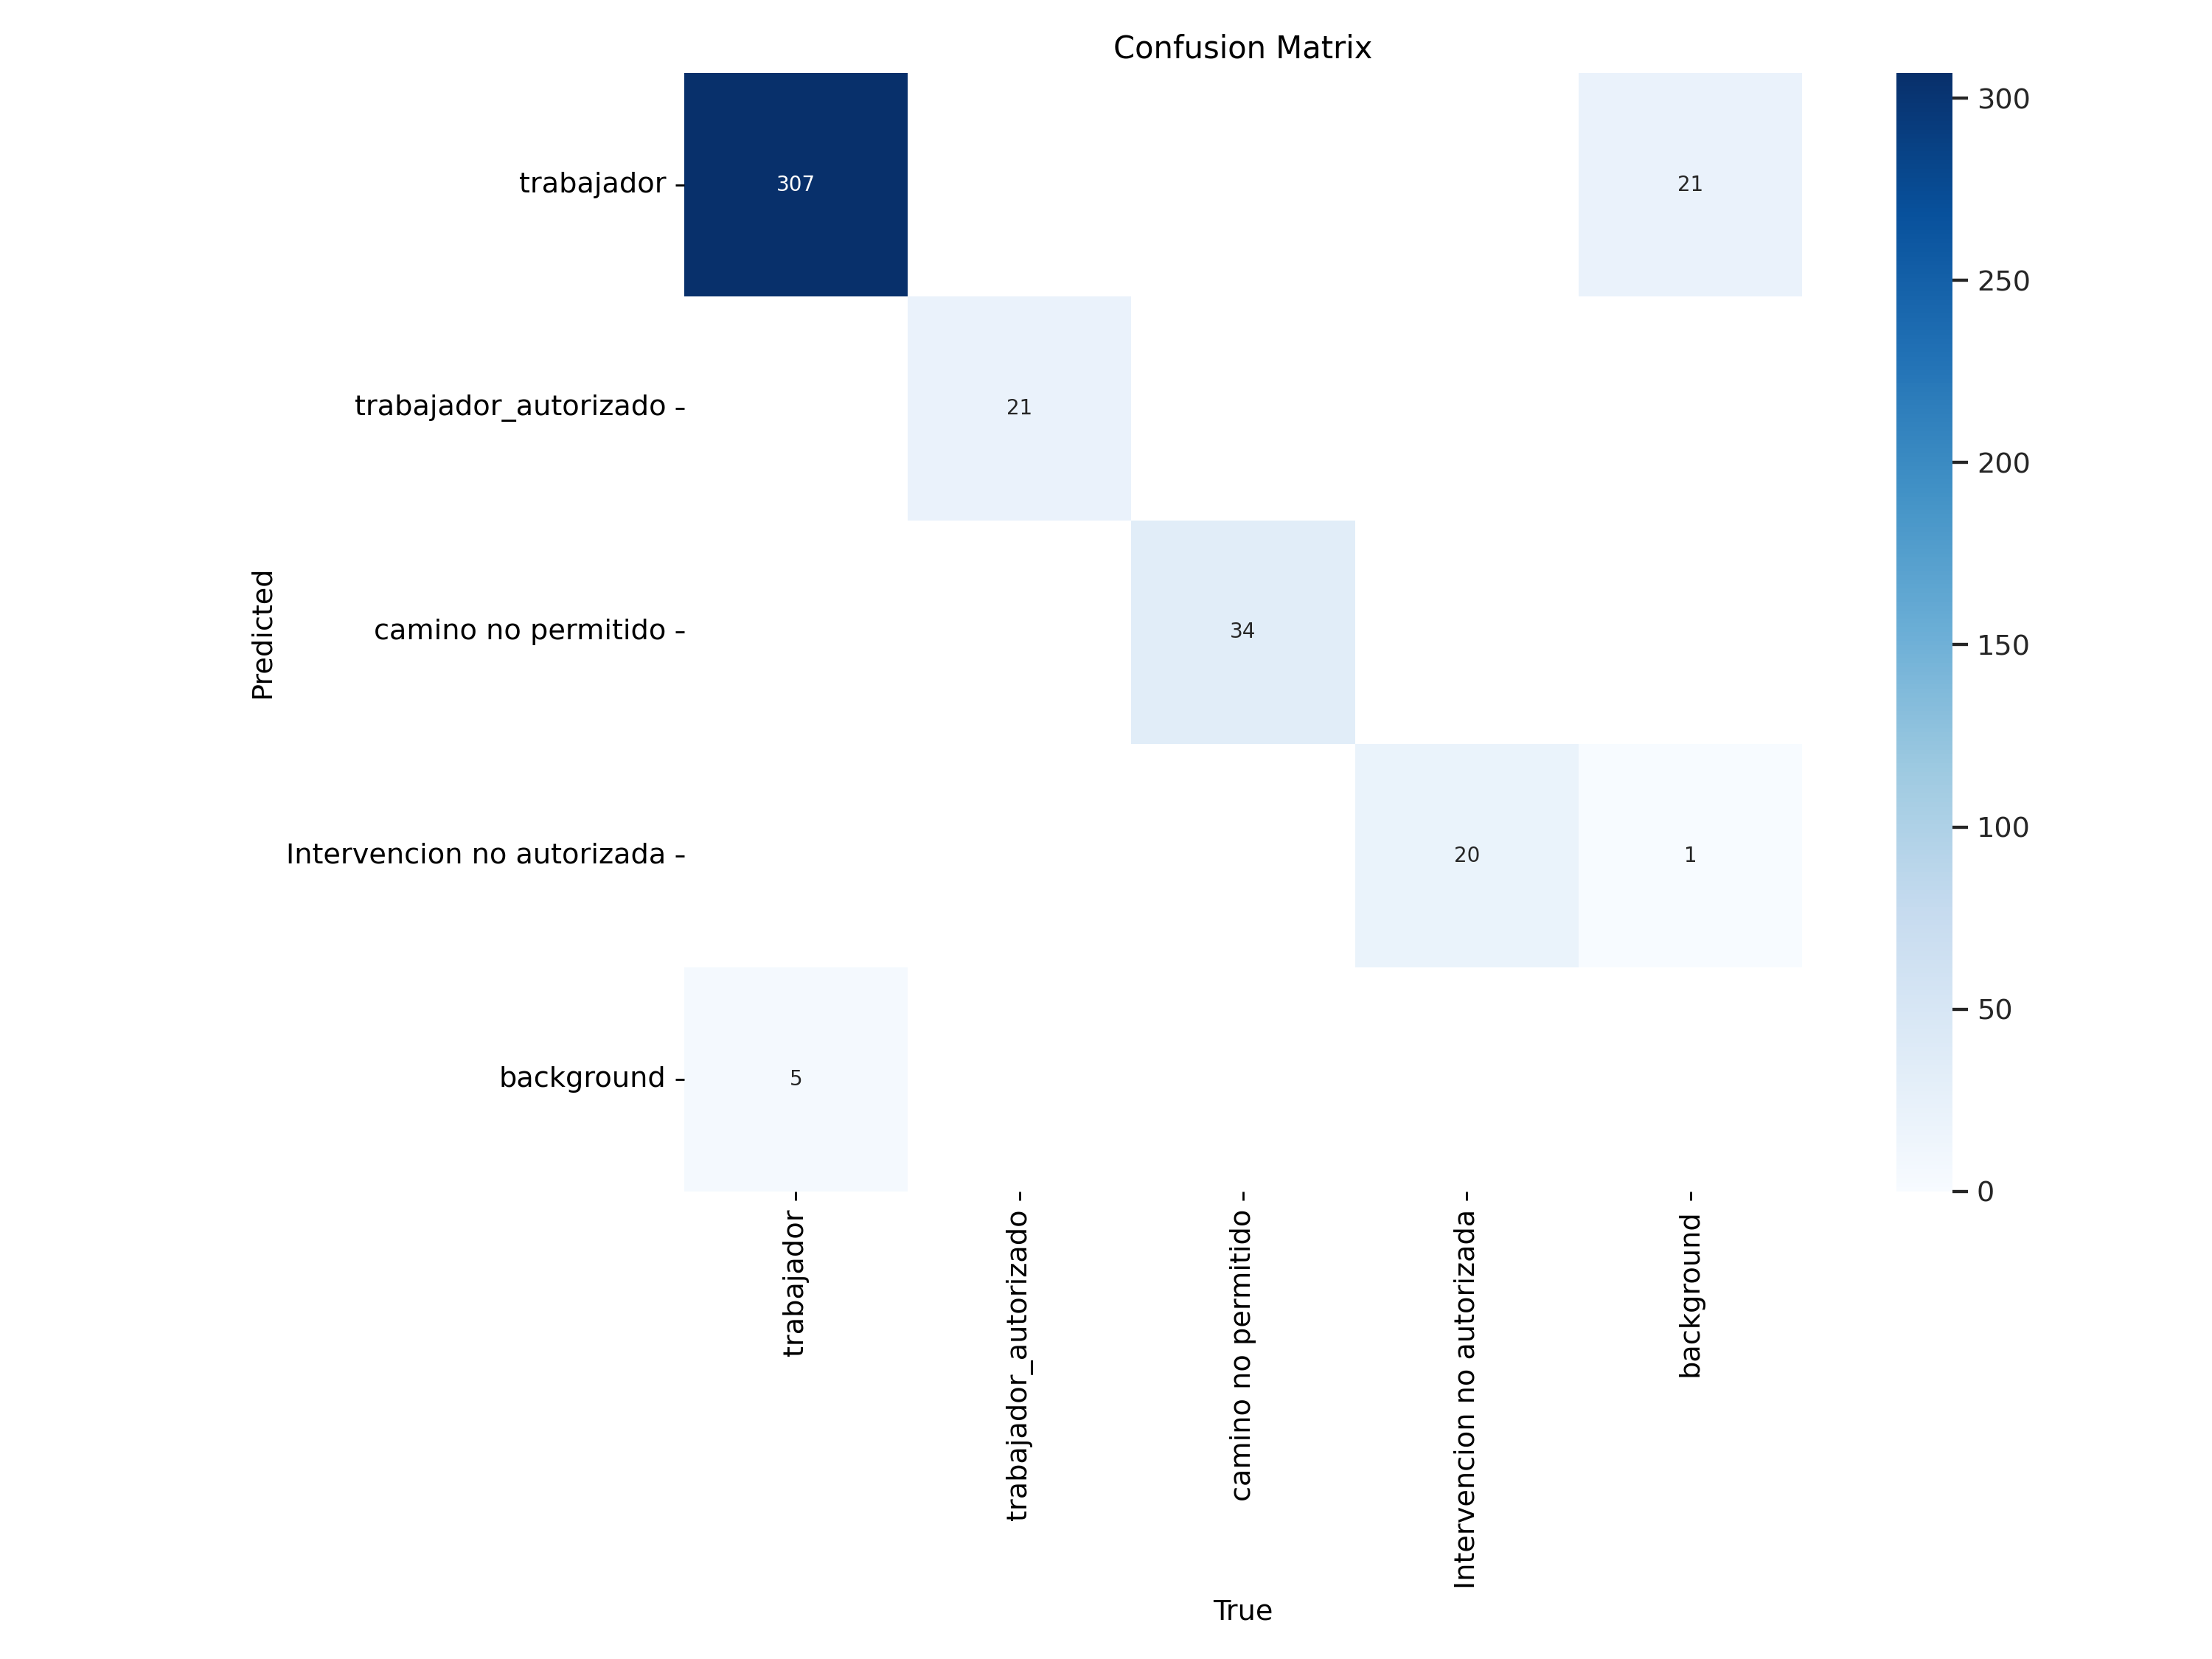 Confusion Matrix
trabajador
307
21
300
250
trabajador_autorizado
21
200
Predicted
camino no permitido
34
150
100
Intervencion no autorizada
20
1
50
background
5
0
trabajador
trabajador_autorizado
camino no permitido
Intervencion no autorizada
background
True